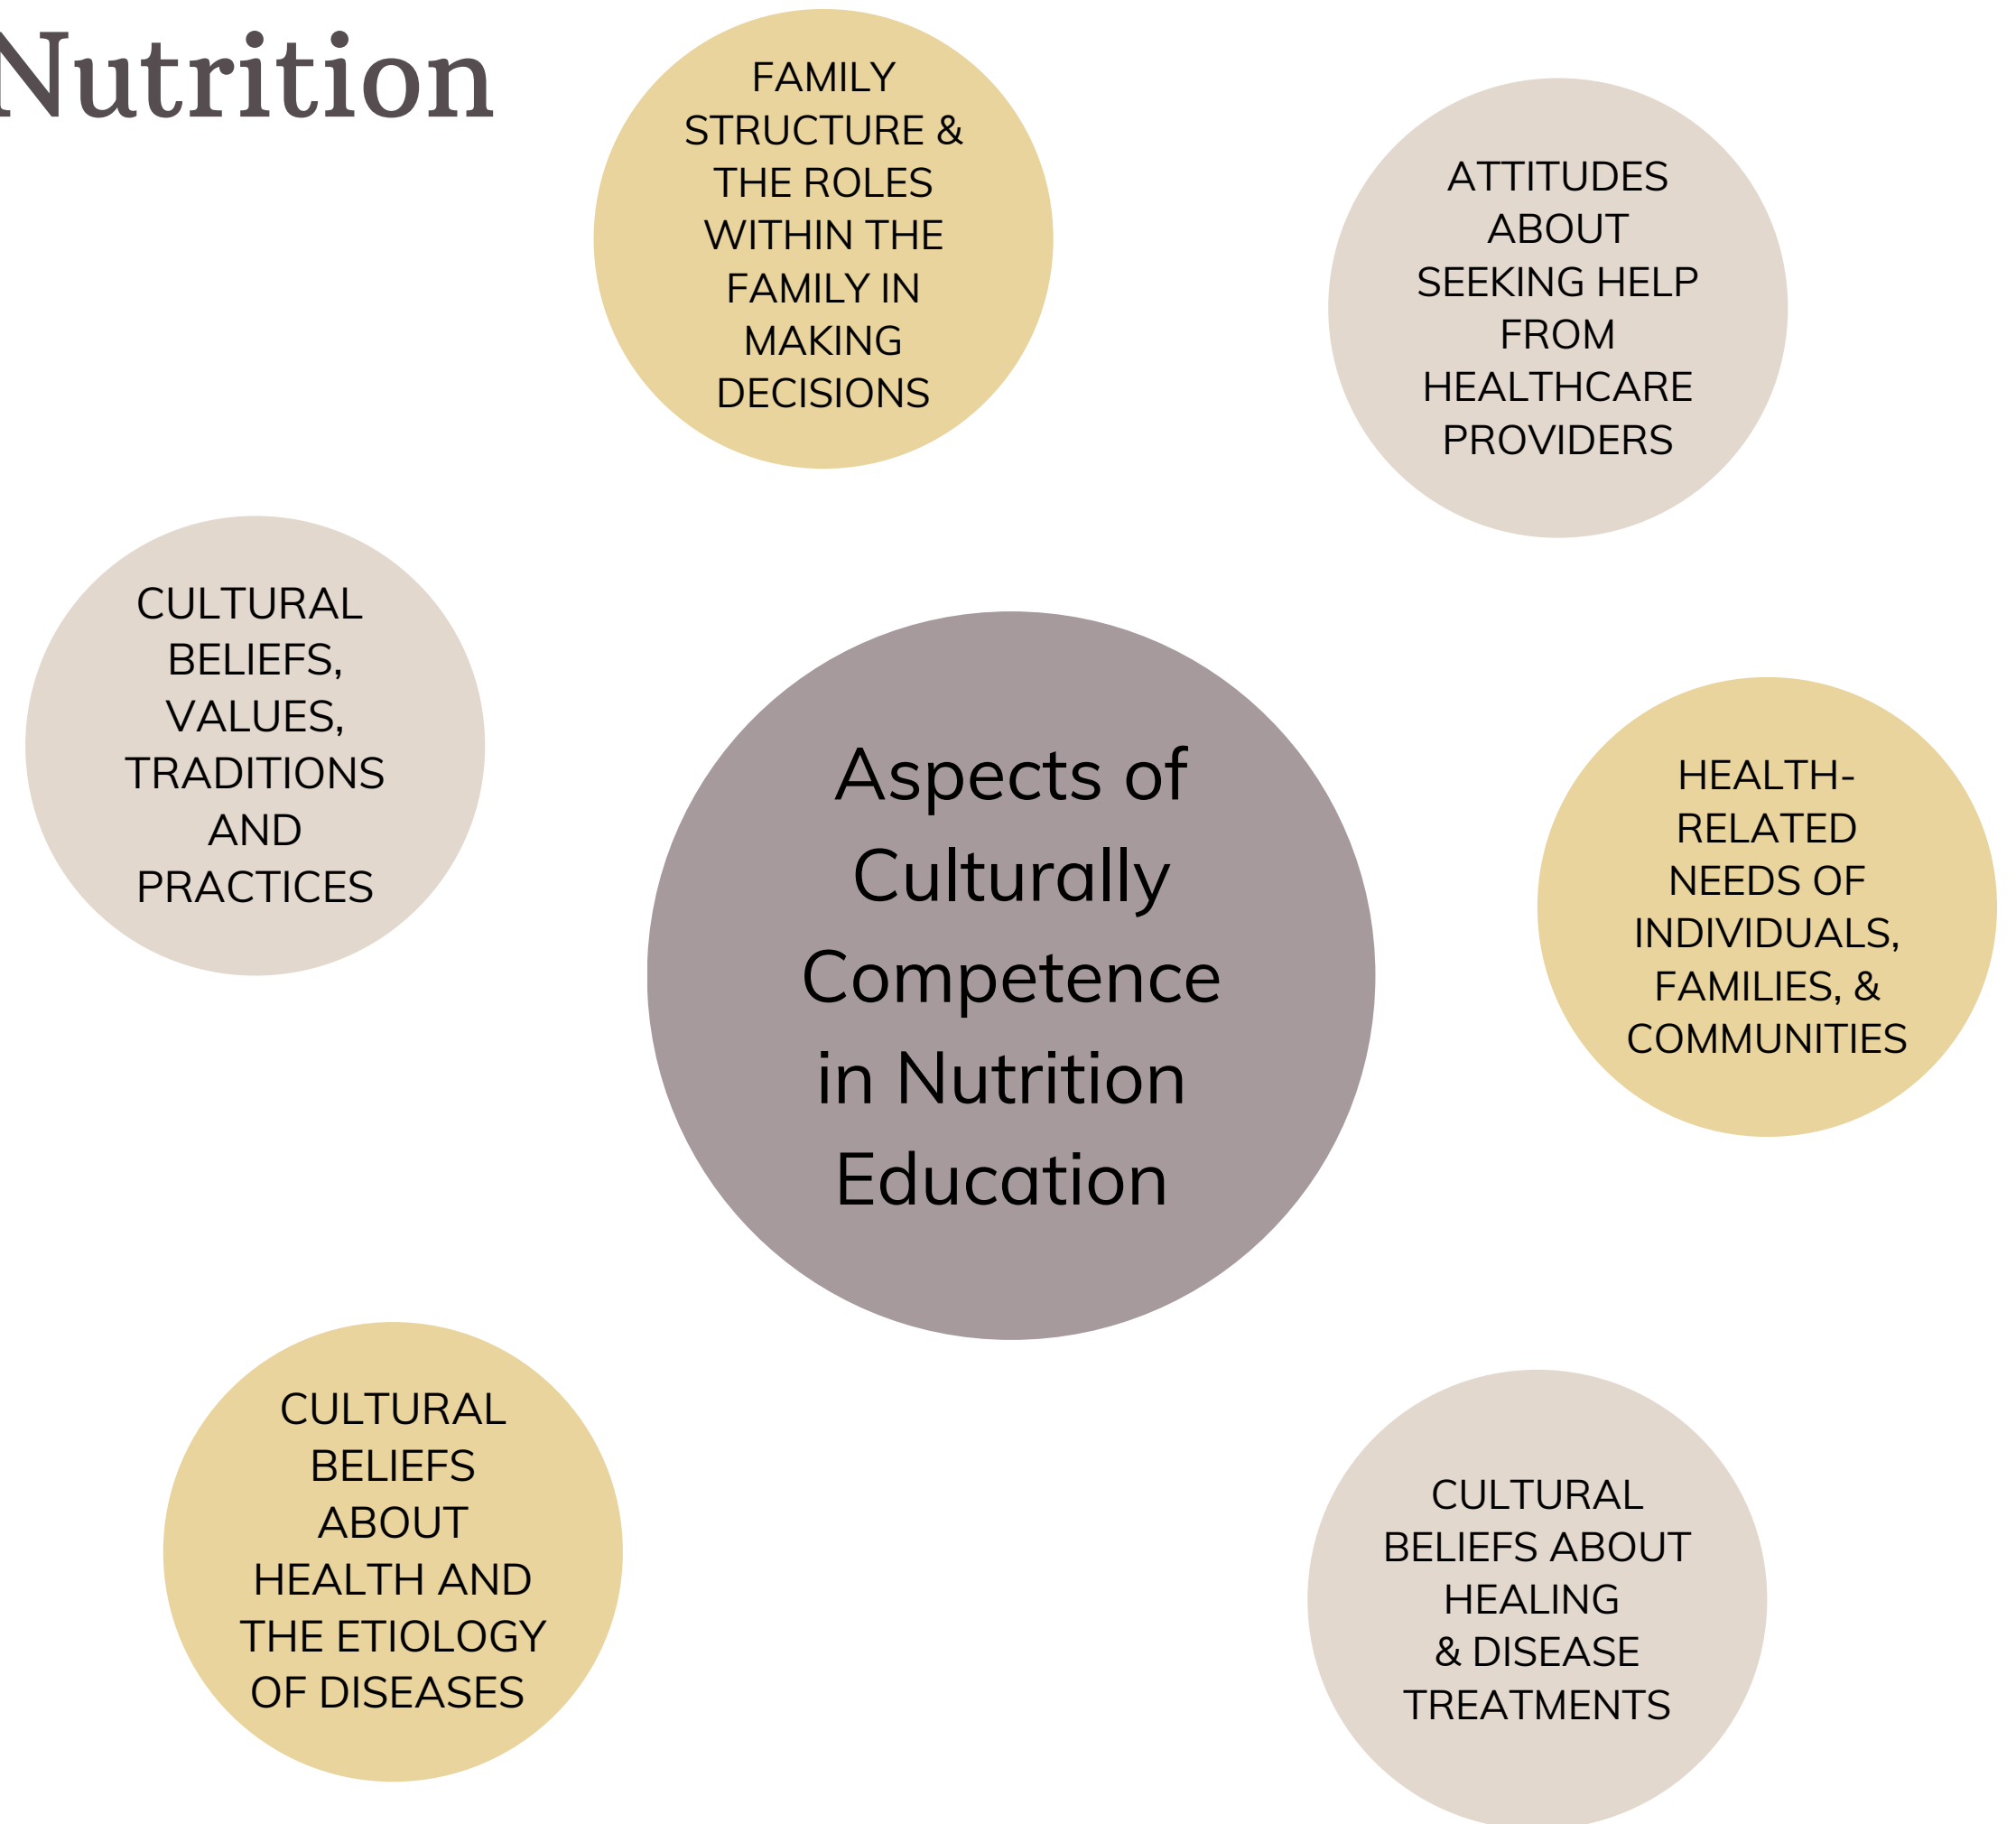 Nutrition
FAMILY
STRUCTURE &
THE ROLES
WITHIN THE
FAMILY IN
MAKING
DECISIONS
ATTITUDES
ABOUT
SEEKING HELP
FROM
HEALTHCARE
PROVIDERS
CULTURAL
BELIEFS,
VALUES,
TRADITIONS
AND
PRACTICES
Aspects of
Culturally
Competence
in Nutrition
Education
HEALTH-
RELATED
NEEDS OF
INDIVIDUALS,
FAMILIES, &
COMMUNITIES
CULTURAL
BELIEFS
ABOUT
HEALTH AND
THE ETIOLOGY
OF DISEASES
CULTURAL
BELIEFS ABOUT
HEALING
& DISEASE
TREATMENTS